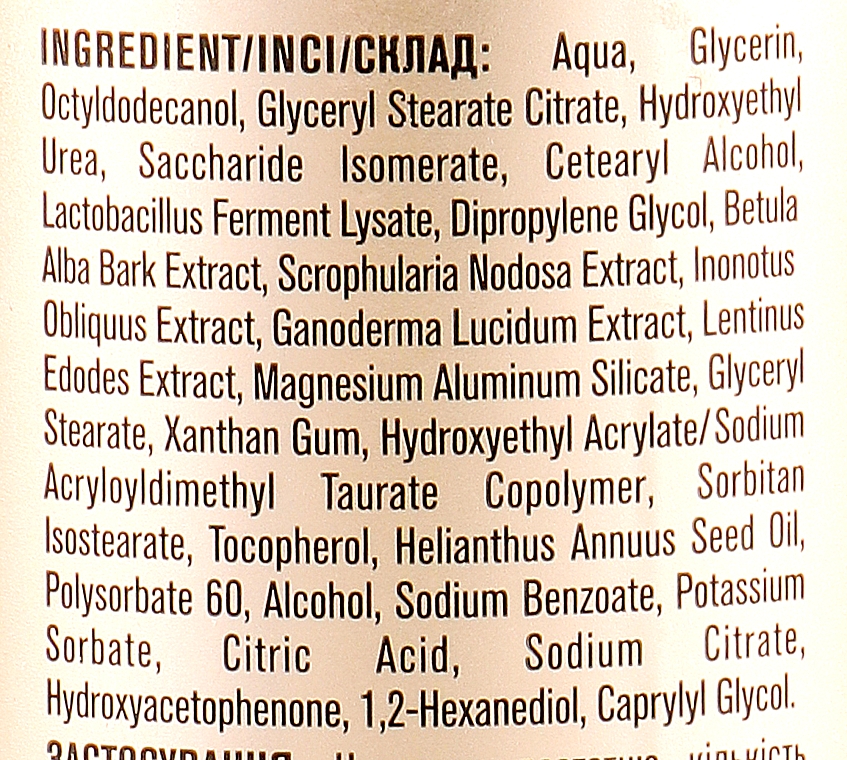 INGREDIENT/INCI/СКЛАД: Aqua, Glycerin,
Octyldodecanol, Glyceryl Stearate Citrate, Hydroxyethyl
Urea, Saccharide Isomerate, Cetearyl Alcohol,
Lactobacillus Ferment Lysate, Dipropylene Glycol, Betula
Alba Bark Extract, Scrophularia Nodosa Extract, Inonotus
Obliquus Extract, Ganoderma Lucidum Extract, Lentinus
Edodes Extract, Magnesium Aluminum Silicate, Glyceryl
Stearate, Xanthan Gum, Hydroxyethyl Acrylate/Sodium
Acryloyldimethyl Taurate Copolymer, Sorbitan
Isostearate, Tocopherol, Helianthus Annuus Seed Oil,
Polysorbate 60, Alcohol, Sodium Benzoate, Potassium
Sorbate, Citric Acid, Sodium Citrate,
Hydroxyacetophenone, 1,2-Hexanediol, Caprylyl Glycol.
ЗАСТОСУВАННЯ кількість